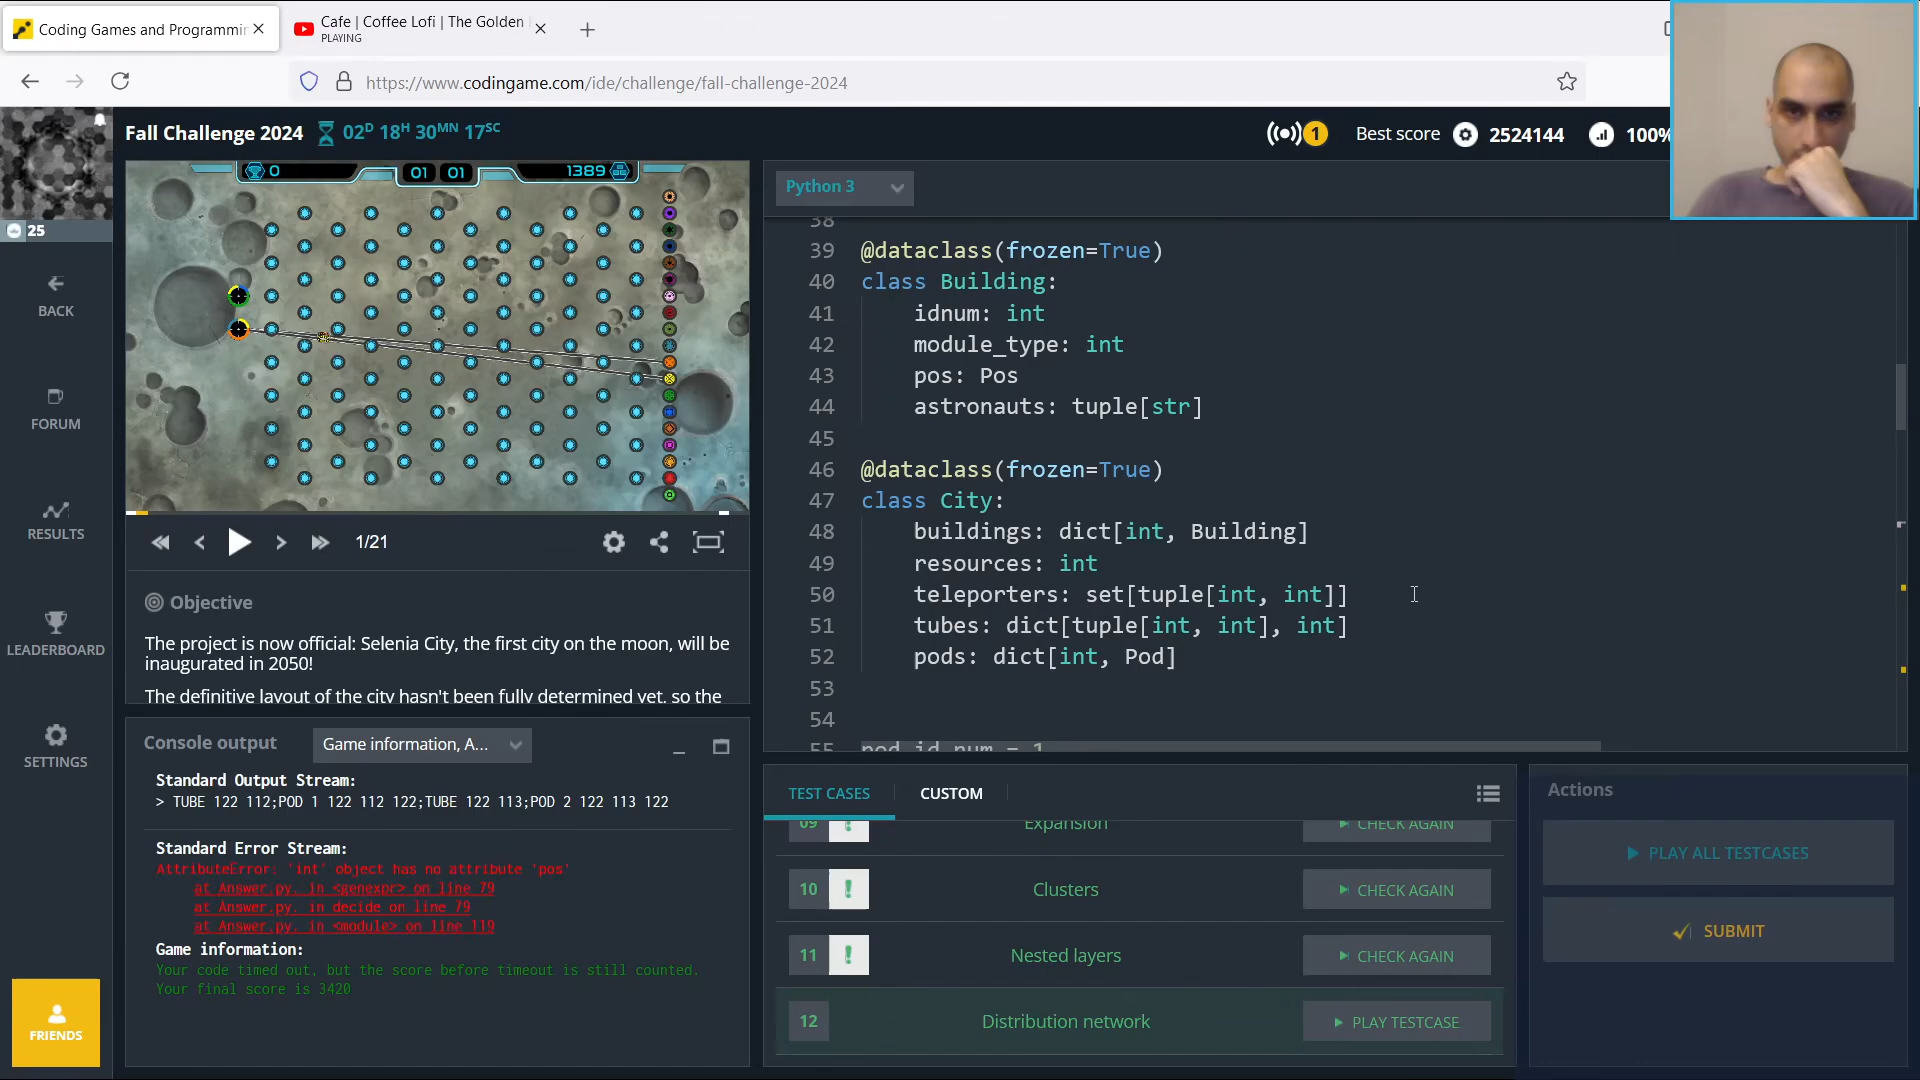 Coding Games and Programmin
Cafe | Coffee Lofi | The Golden
PLAYING
https://www.codingame.com/ide/challenge/fall-challenge-2024
Fall Challenge 2024
02D 18H 30MN 17SC
1
Best score
2524144
100%
25
BACK
FORUM
RESULTS
LEADERBOARD
SETTINGS
FRIENDS
0
01
01
1389
1/21
Objective
The project is now official: Selenia City, the first city on the moon, will be
inaugurated in 2050!
The definitive layout of the city hasn't been fully determined yet, so the
Console output
Game information, A...
Standard Output Stream:
> TUBE 122 112;POD 1 122 112 122;TUBE 122 113;POD 2 122 113 122
Standard Error Stream:
AttributeError: 'int' object has no attribute 'pos'
at Answer.py. in <genexpr> on line 79
at Answer.py. in decide on line 79
at Answer.py. in <module> on line 119
Game information:
Your code timed out, but the score before timeout is still counted.
Your final score is 3420
Python 3
38
39 @dataclass(frozen=True)
40 class Building:
41 idnum: int
42 module_type: int
43 pos: Pos
44 astronauts: tuple[str]
45
46 @dataclass(frozen=True)
47 class City:
48 buildings: dict[int, Building]
49 resources: int
50 teleporters: set[tuple[int, int]]
51 tubes: dict[tuple[int, int], int]
52 pods: dict[int, Pod]
53
54
55 pod_id_num = 1
TEST CASES
CUSTOM
09 Expansion CHECK AGAIN
10 Clusters CHECK AGAIN
11 Nested layers CHECK AGAIN
12 Distribution network PLAY TESTCASE
Actions
PLAY ALL TESTCASES
SUBMIT